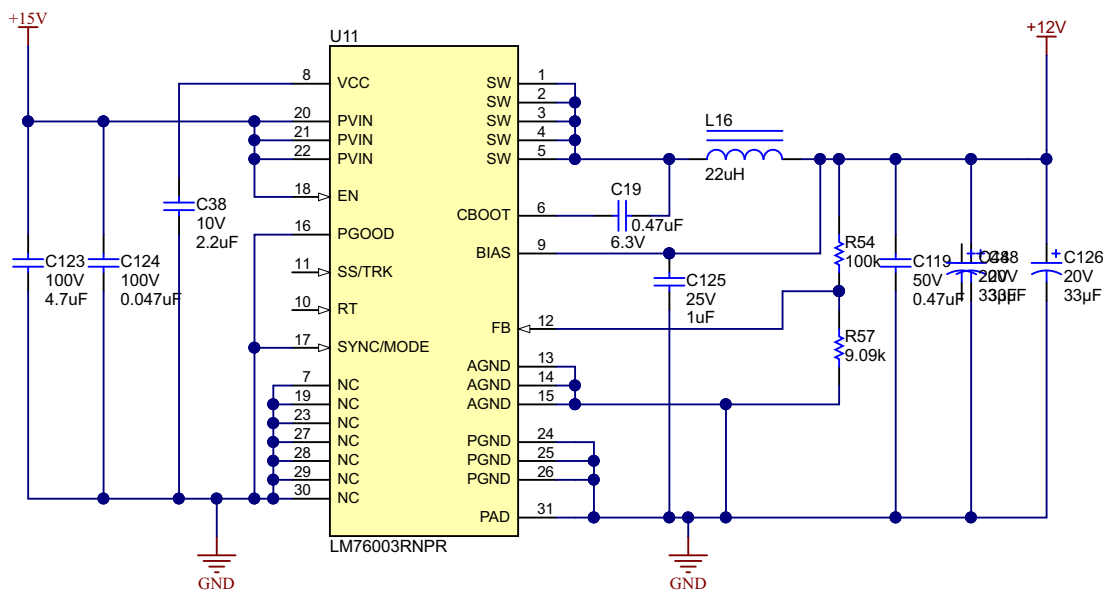 +15V
+12V
U11
8 VCC
20 PVIN
21 PVIN
22 PVIN
18 EN
16 PGOOD
11 SS/TRK
10 RT
17 SYNC/MODE
7 NC
19 NC
23 NC
27 NC
28 NC
29 NC
30 NC
SW 1
SW 2
SW 3
SW 4
SW 5
CBOOT 6
BIAS 9
FB 12
AGND 13
AGND 14
AGND 15
PGND 24
PGND 25
PGND 26
PAD 31
LM76003RNPR
L16
22uH
C19
0.47uF
6.3V
C38
10V
2.2uF
C123
100V
4.7uF
C124
100V
0.047uF
C125
25V
1uF
R54
100k
R57
9.09k
C119
50V
0.47uF
C126
20V
33µF
GND
GND